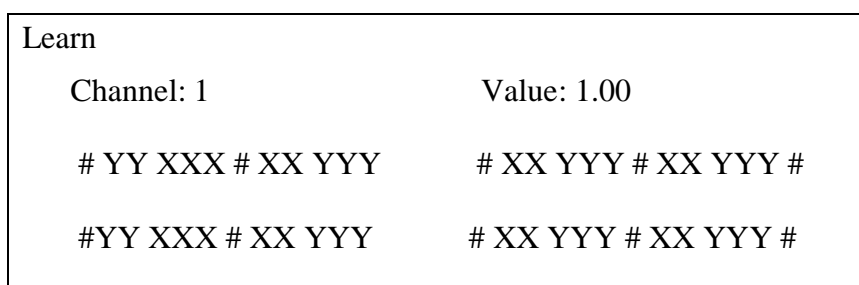 Learn
Channel: 1 Value: 1.00
# YY XXX # XX YYY # XX YYY # XX YYY #
#YY XXX # XX YYY # XX YYY # XX YYY #